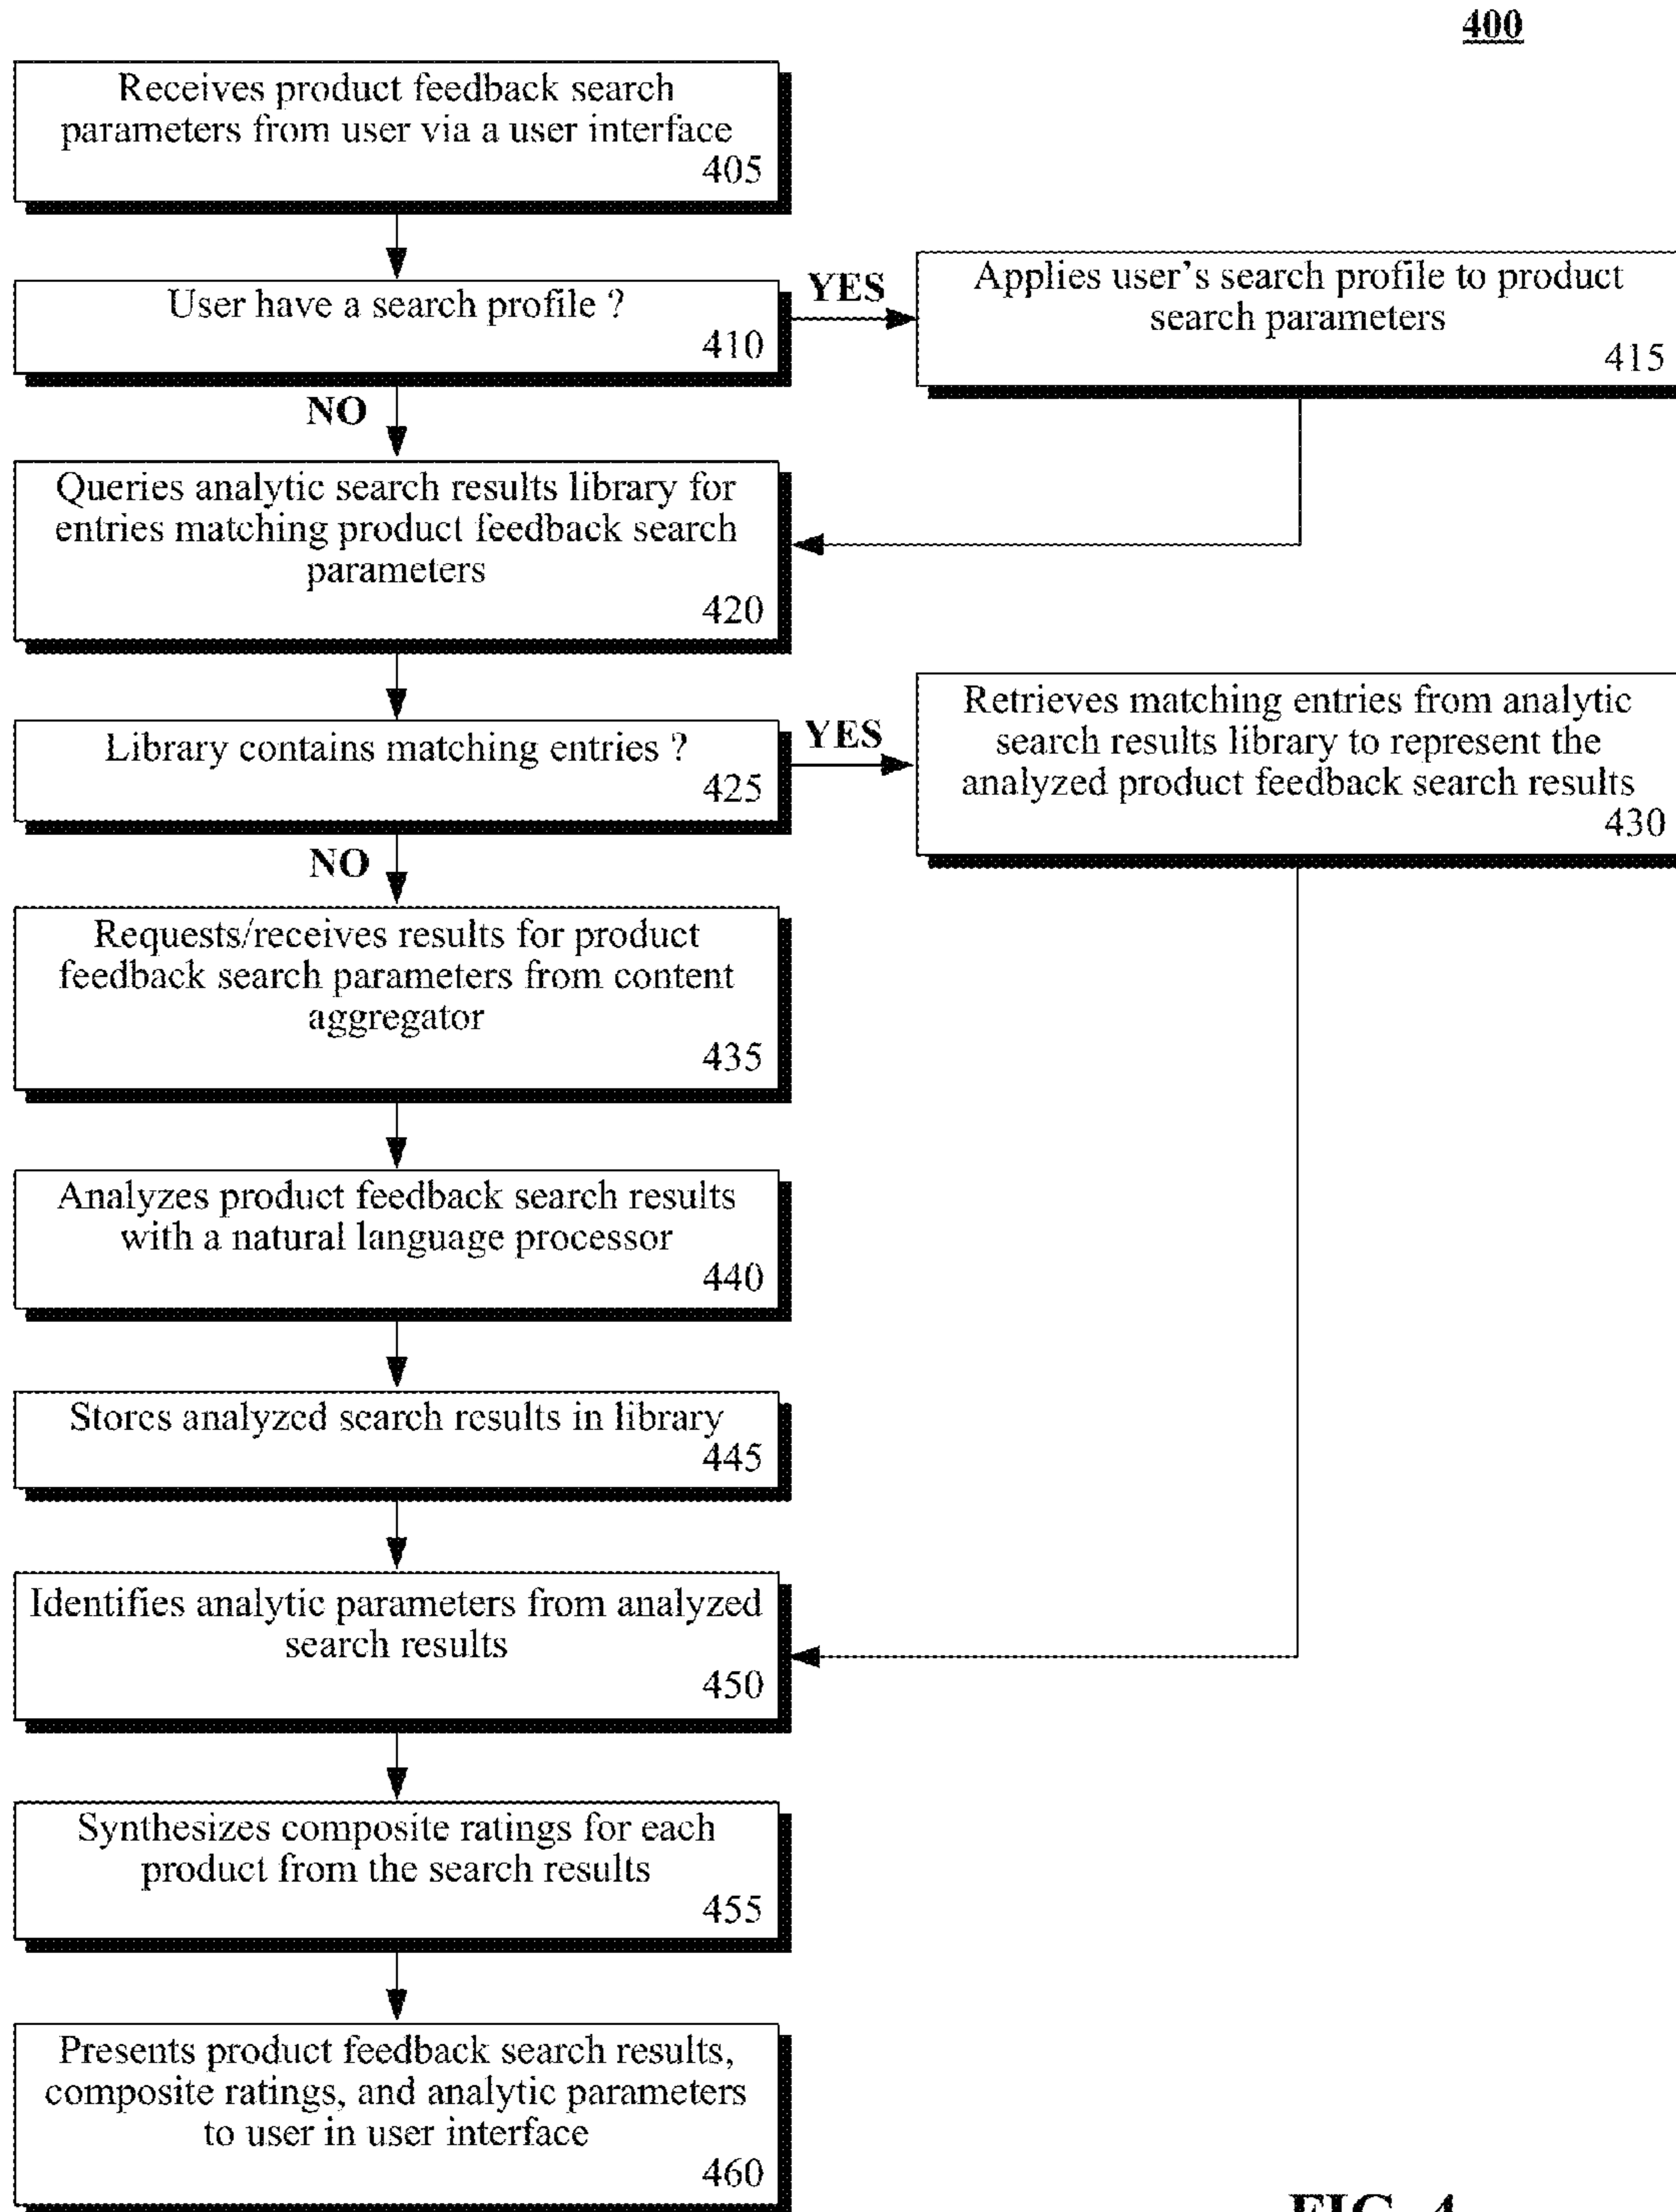 400
Receives product feedback search
parameters from user via a user interface
405
User have a search profile ?
410
YES
Applies user's search profile to product
search parameters
415
NO
Queries analytic search results library for
entries matching product feedback search
parameters
420
Library contains matching entries ?
425
YES
Retrieves matching entries from analytic
search results library to represent the
analyzed product feedback search results
430
NO
Requests/receives results for product
feedback search parameters from content
aggregator
435
Analyzes product feedback search results
with a natural language processor
440
Stores analyzed search results in library
445
Identifies analytic parameters from analyzed
search results
450
Synthesizes composite ratings for each
product from the search results
455
Presents product feedback search results,
composite ratings, and analytic parameters
to user in user interface
460
FIG. 4